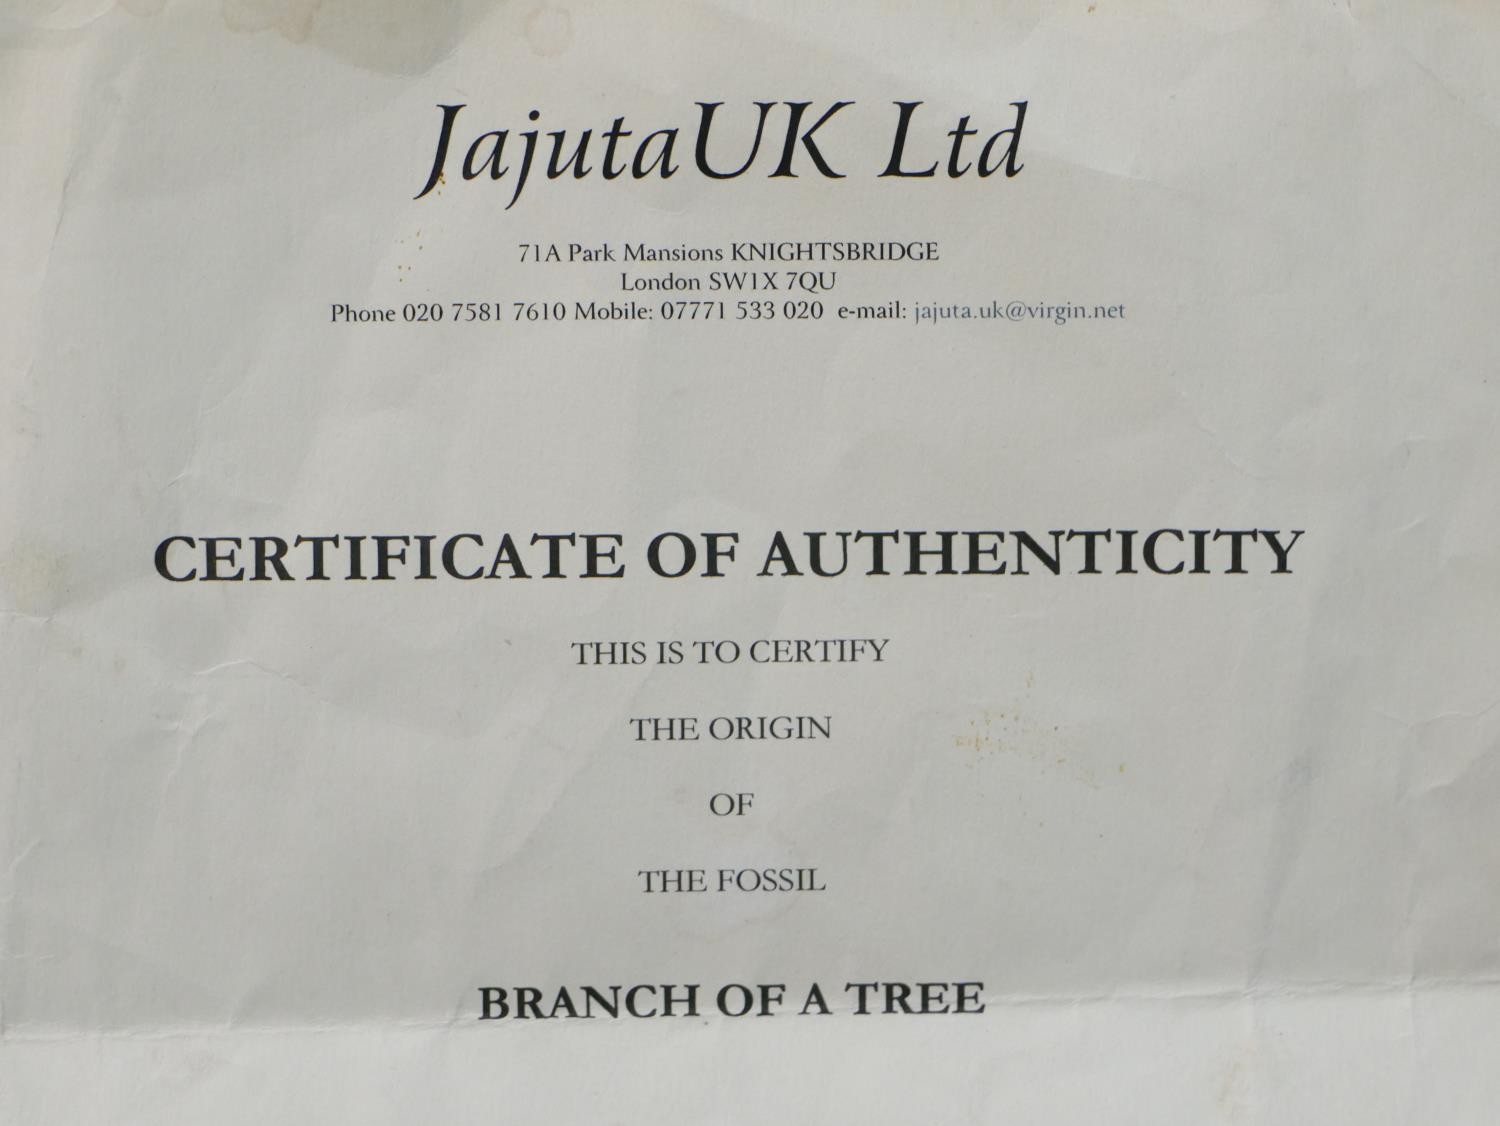 JajutaUK Ltd
71A Park Mansions KNIGHTSBRIDGE
London SW1X 7QU
Phone 020 7581 7610 Mobile: 07771 533 020 e-mail: jajuta.uk@virgin.net
CERTIFICATE OF AUTHENTICITY
THIS IS TO CERTIFY
THE ORIGIN
OF
THE FOSSIL
BRANCH OF A TREE